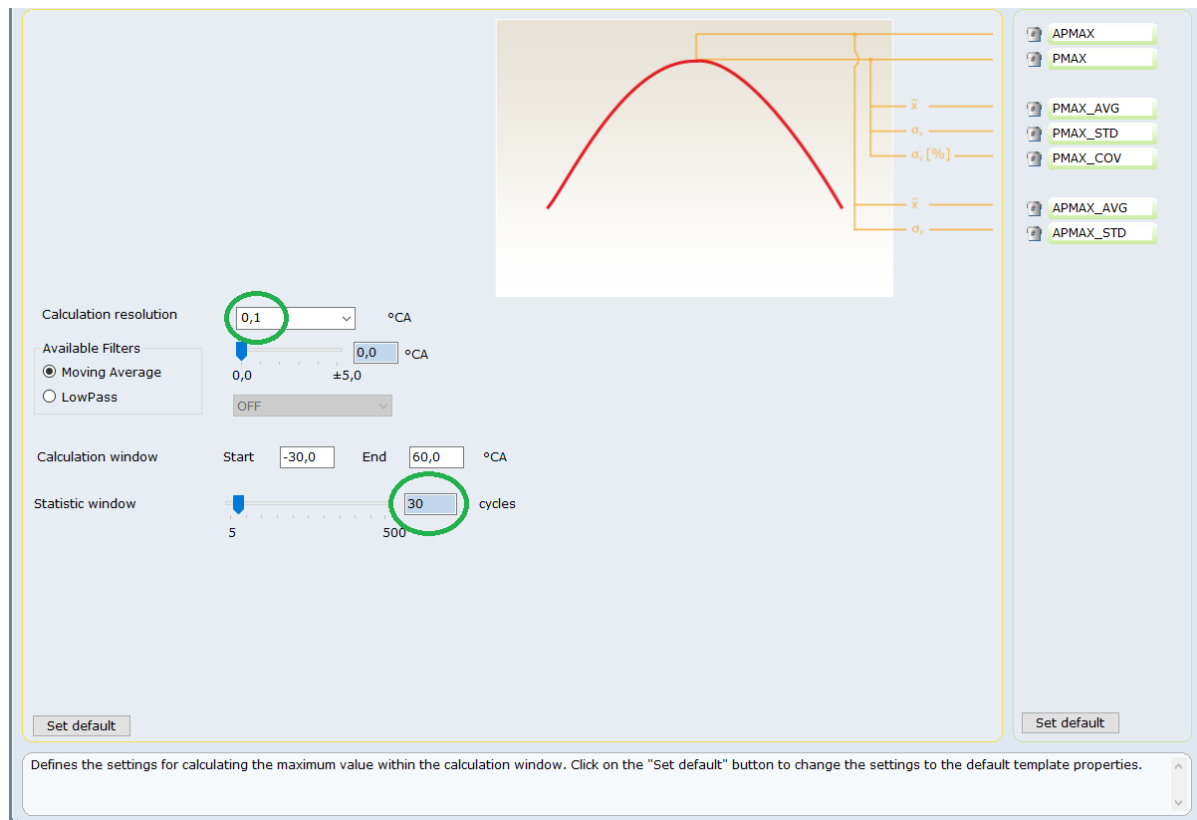 APMAX
PMAX
x̄
PMAX_AVG
σₓ
PMAX_STD
σₓ [%]
PMAX_COV
x̄
APMAX_AVG
σₓ
APMAX_STD
Calculation resolution 0,1 °CA
Available Filters
0,0 °CA
Moving Average
0,0 ±5,0
LowPass
OFF
Calculation window Start -30,0 End 60,0 °CA
Statistic window 30 cycles
5 500
Set default
Set default
Defines the settings for calculating the maximum value within the calculation window. Click on the "Set default" button to change the settings to the default template properties.